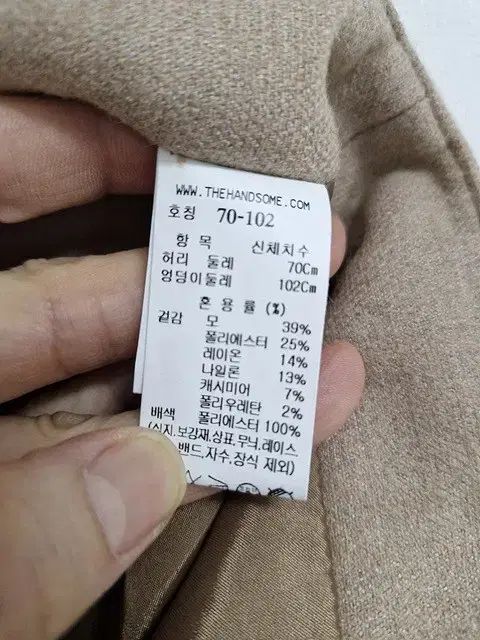 WWW.THEHANDSOME.COM
호칭 70-102
항 목 신체치수
허리 둘레 70Cm
엉덩이둘레 102Cm
혼 용 률 (%)
겉감 모 39%
폴리에스터 25%
레이온 14%
나일론 13%
캐시미어 7%
폴리우레탄 2%
배색 폴리에스터 100%
(심지,보강재,상표,무늬,레이스
밴드,자수,장식 제외)